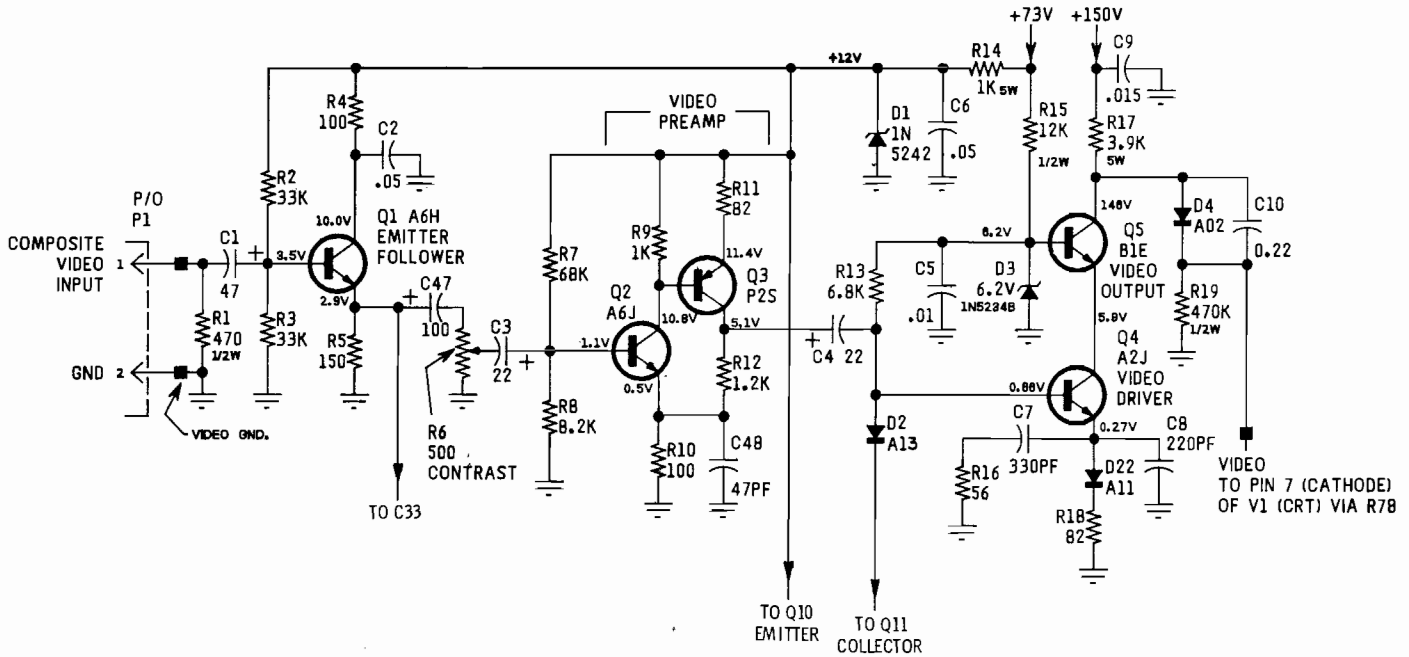 +73V
+150V
C9
.015
R14
1K 5W
+12V
R4
100
C2
.05
VIDEO
PREAMP
D1
1N
5242
C6
.05
R15
12K
1/2W
R17
3.9K
5W
R2
33K
P/O
P1
COMPOSITE
VIDEO
INPUT
1
C1
47
+
3.5V
10.0V
Q1 A6H
EMITTER
FOLLOWER
2.9V
R1
470
1/2W
R3
33K
R5
150
GND
2
VIDEO GND.
+
C47
100
R6
500
CONTRAST
C3
22
+
TO C33
R7
68K
R8
8.2K
R9
1K
R11
82
11.4V
Q3
P2S
Q2
A6J
10.8V
1.1V
0.5V
5.1V
R12
1.2K
R10
100
C48
47PF
+
C4 22
R13
6.8K
C5
.01
6.2V
D3
6.2V
1N5234B
148V
Q5
B1E
VIDEO
OUTPUT
D4
A02
C10
0.22
R19
470K
1/2W
5.9V
Q4
A2J
VIDEO
DRIVER
0.88V
D2
A13
C7
330PF
R16
56
0.27V
C8
220PF
D22
A11
R18
82
VIDEO
TO PIN 7 (CATHODE)
OF V1 (CRT) VIA R78
TO Q10
EMITTER
TO Q11
COLLECTOR